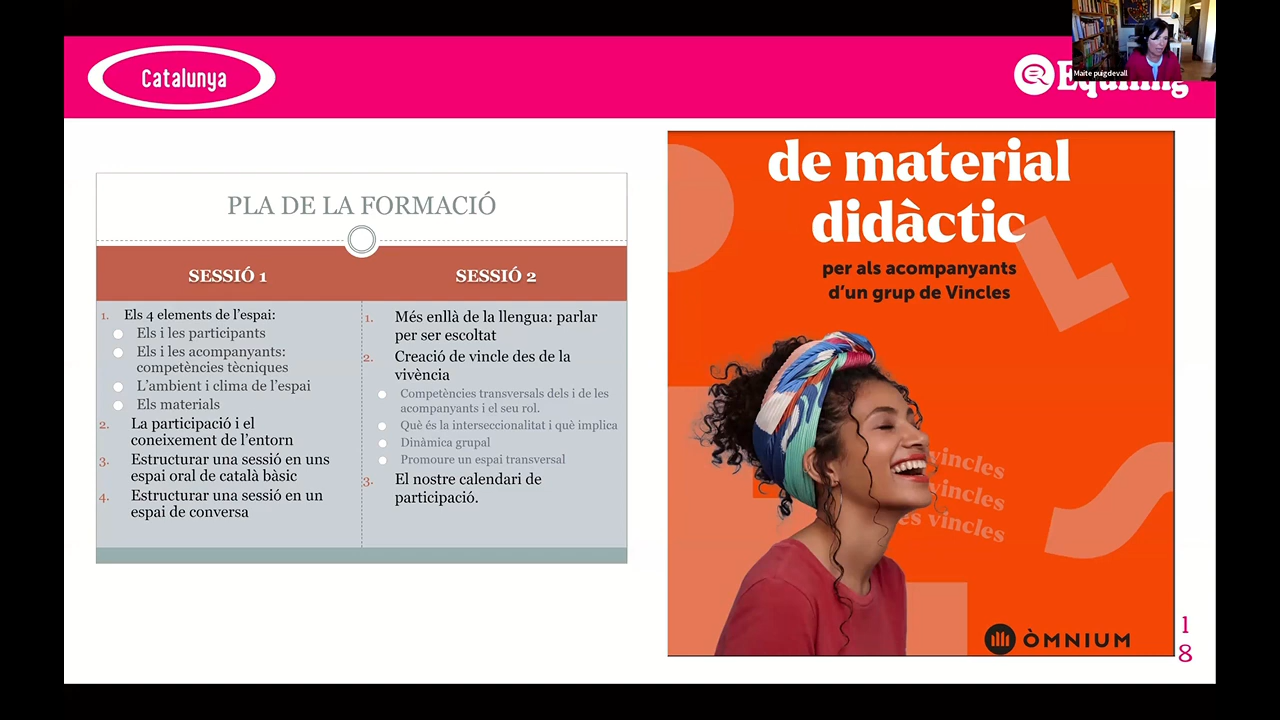 Catalunya
Maite puigdevall
PLA DE LA FORMACIÓ
SESSIÓ 1
1. Els 4 elements de l'espai:
Els i les participants
Els i les acompanyants:
competències tècniques
L'ambient i clima de l'espai
Els materials
2. La participació i el
coneixement de l'entorn
3. Estructurar una sessió en uns
espai oral de català bàsic
4. Estructurar una sessió en un
espai de conversa
SESSIÓ 2
1. Més enllà de la llengua: parlar
per ser escoltat
2. Creació de vincle des de la
vivència
Competències transversals dels i de les
acompanyants i el seu rol.
Què és la interseccionalitat i què implica
Dinàmica grupal
Promoure un espai transversal
3. El nostre calendari de
participació.
de material
didàctic
per als acompanyants
d'un grup de Vincles
vincles
vincles
es vincles
ÒMNIUM
1
8